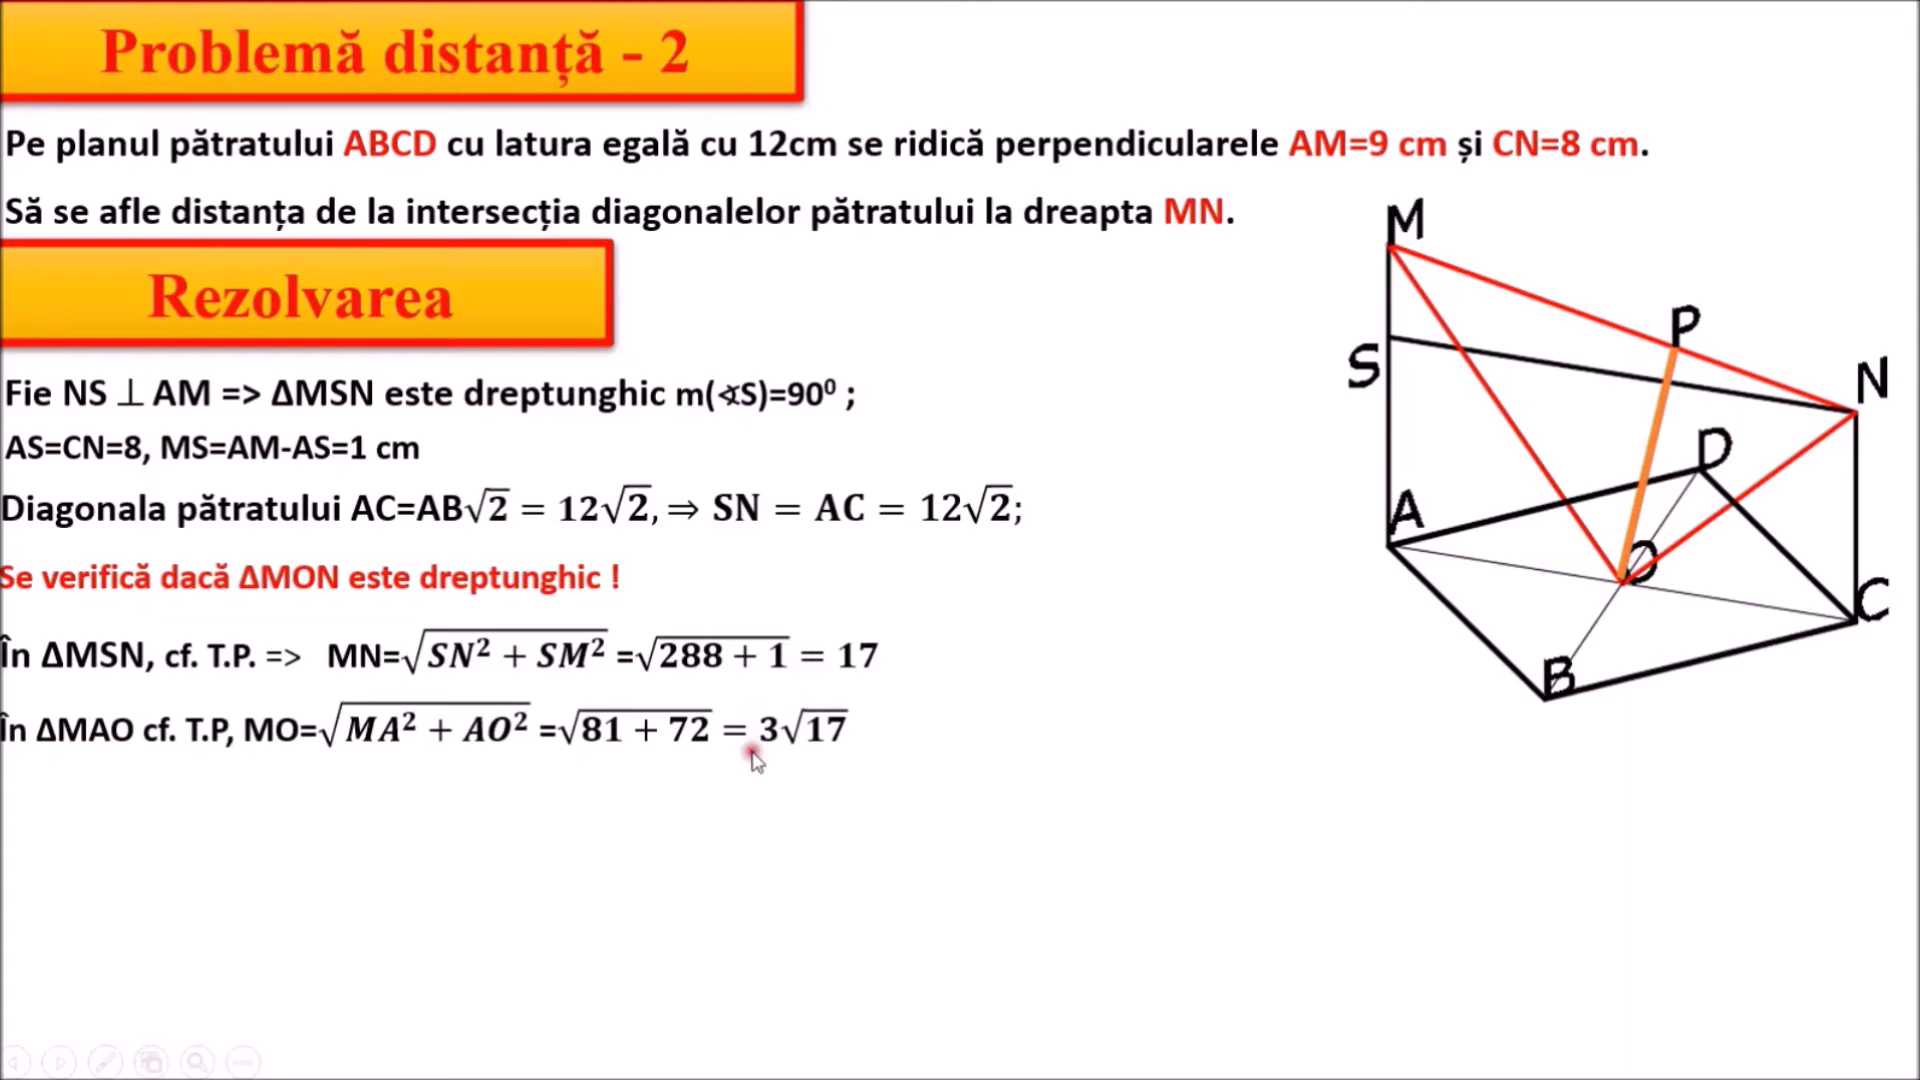 Problemă distanță - 2
Pe planul pătratului ABCD cu latura egală cu 12cm se ridică perpendicularele AM=9 cm și CN=8 cm.
Să se afle distanța de la intersecția diagonalelor pătratului la dreapta MN.
Rezolvarea
Fie NS ⊥ AM => ΔMSN este dreptunghic m(∢S)=90⁰ ;
AS=CN=8, MS=AM-AS=1 cm
Diagonala pătratului AC=AB√2 = 12√2, ⇒ SN = AC = 12√2;
Se verifică dacă ΔMON este dreptunghic !
În ΔMSN, cf. T.P. => MN=√(SN² + SM²) =√(288 + 1) = 17
În ΔMAO cf. T.P, MO=√(MA² + AO²) =√(81 + 72) = 3√17
M
P
S
N
D
A
O
C
B